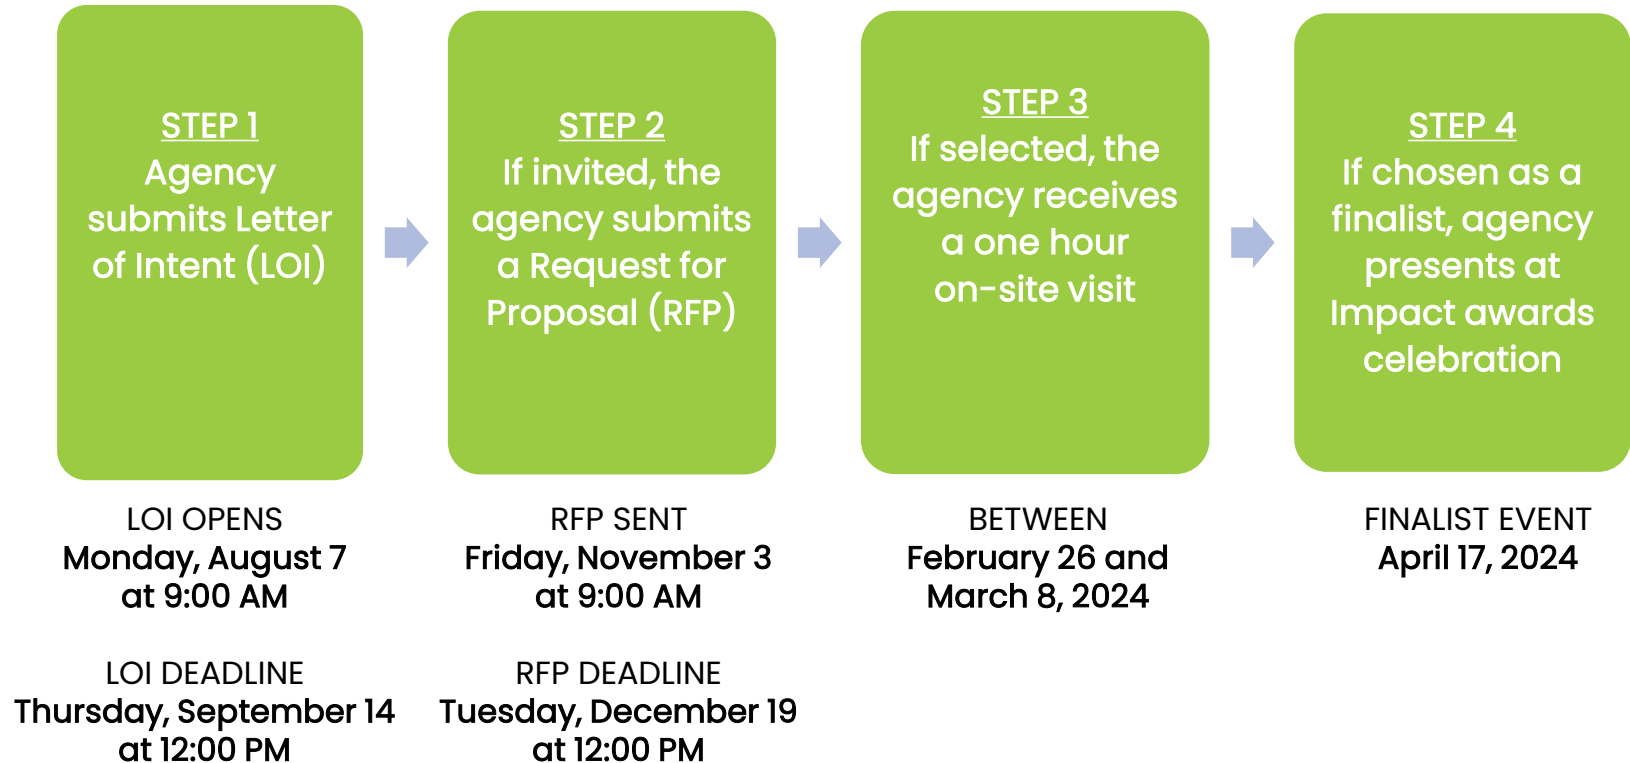 STEP 1
Agency
submits Letter
of Intent (LOI)
STEP 2
If invited, the
agency submits
a Request for
Proposal (RFP)
STEP 3
If selected, the
agency receives
a one hour
on-site visit
STEP 4
If chosen as a
finalist, agency
presents at
Impact awards
celebration
LOI OPENS
Monday, August 7
at 9:00 AM
LOI DEADLINE
Thursday, September 14
at 12:00 PM
RFP SENT
Friday, November 3
at 9:00 AM
RFP DEADLINE
Tuesday, December 19
at 12:00 PM
BETWEEN
February 26 and
March 8, 2024
FINALIST EVENT
April 17, 2024